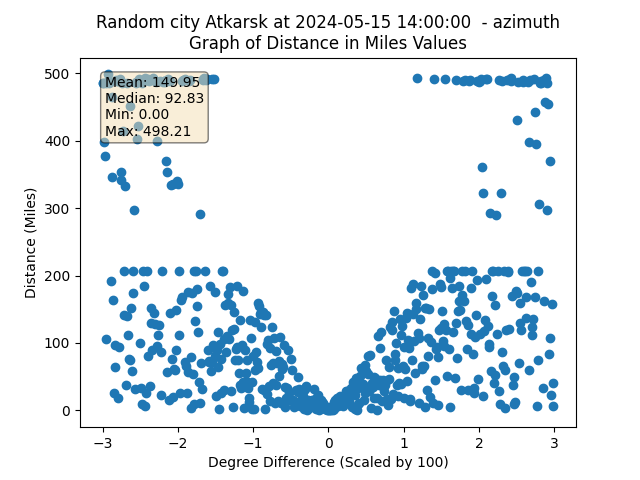 Random city Atkarsk at 2024-05-15 14:00:00  - azimuth
Graph of Distance in Miles Values
Mean: 149.95
Median: 92.83
Min: 0.00
Max: 498.21
500
400
300
200
100
0
Distance (Miles)
−3
−2
−1
0
1
2
3
Degree Difference (Scaled by 100)